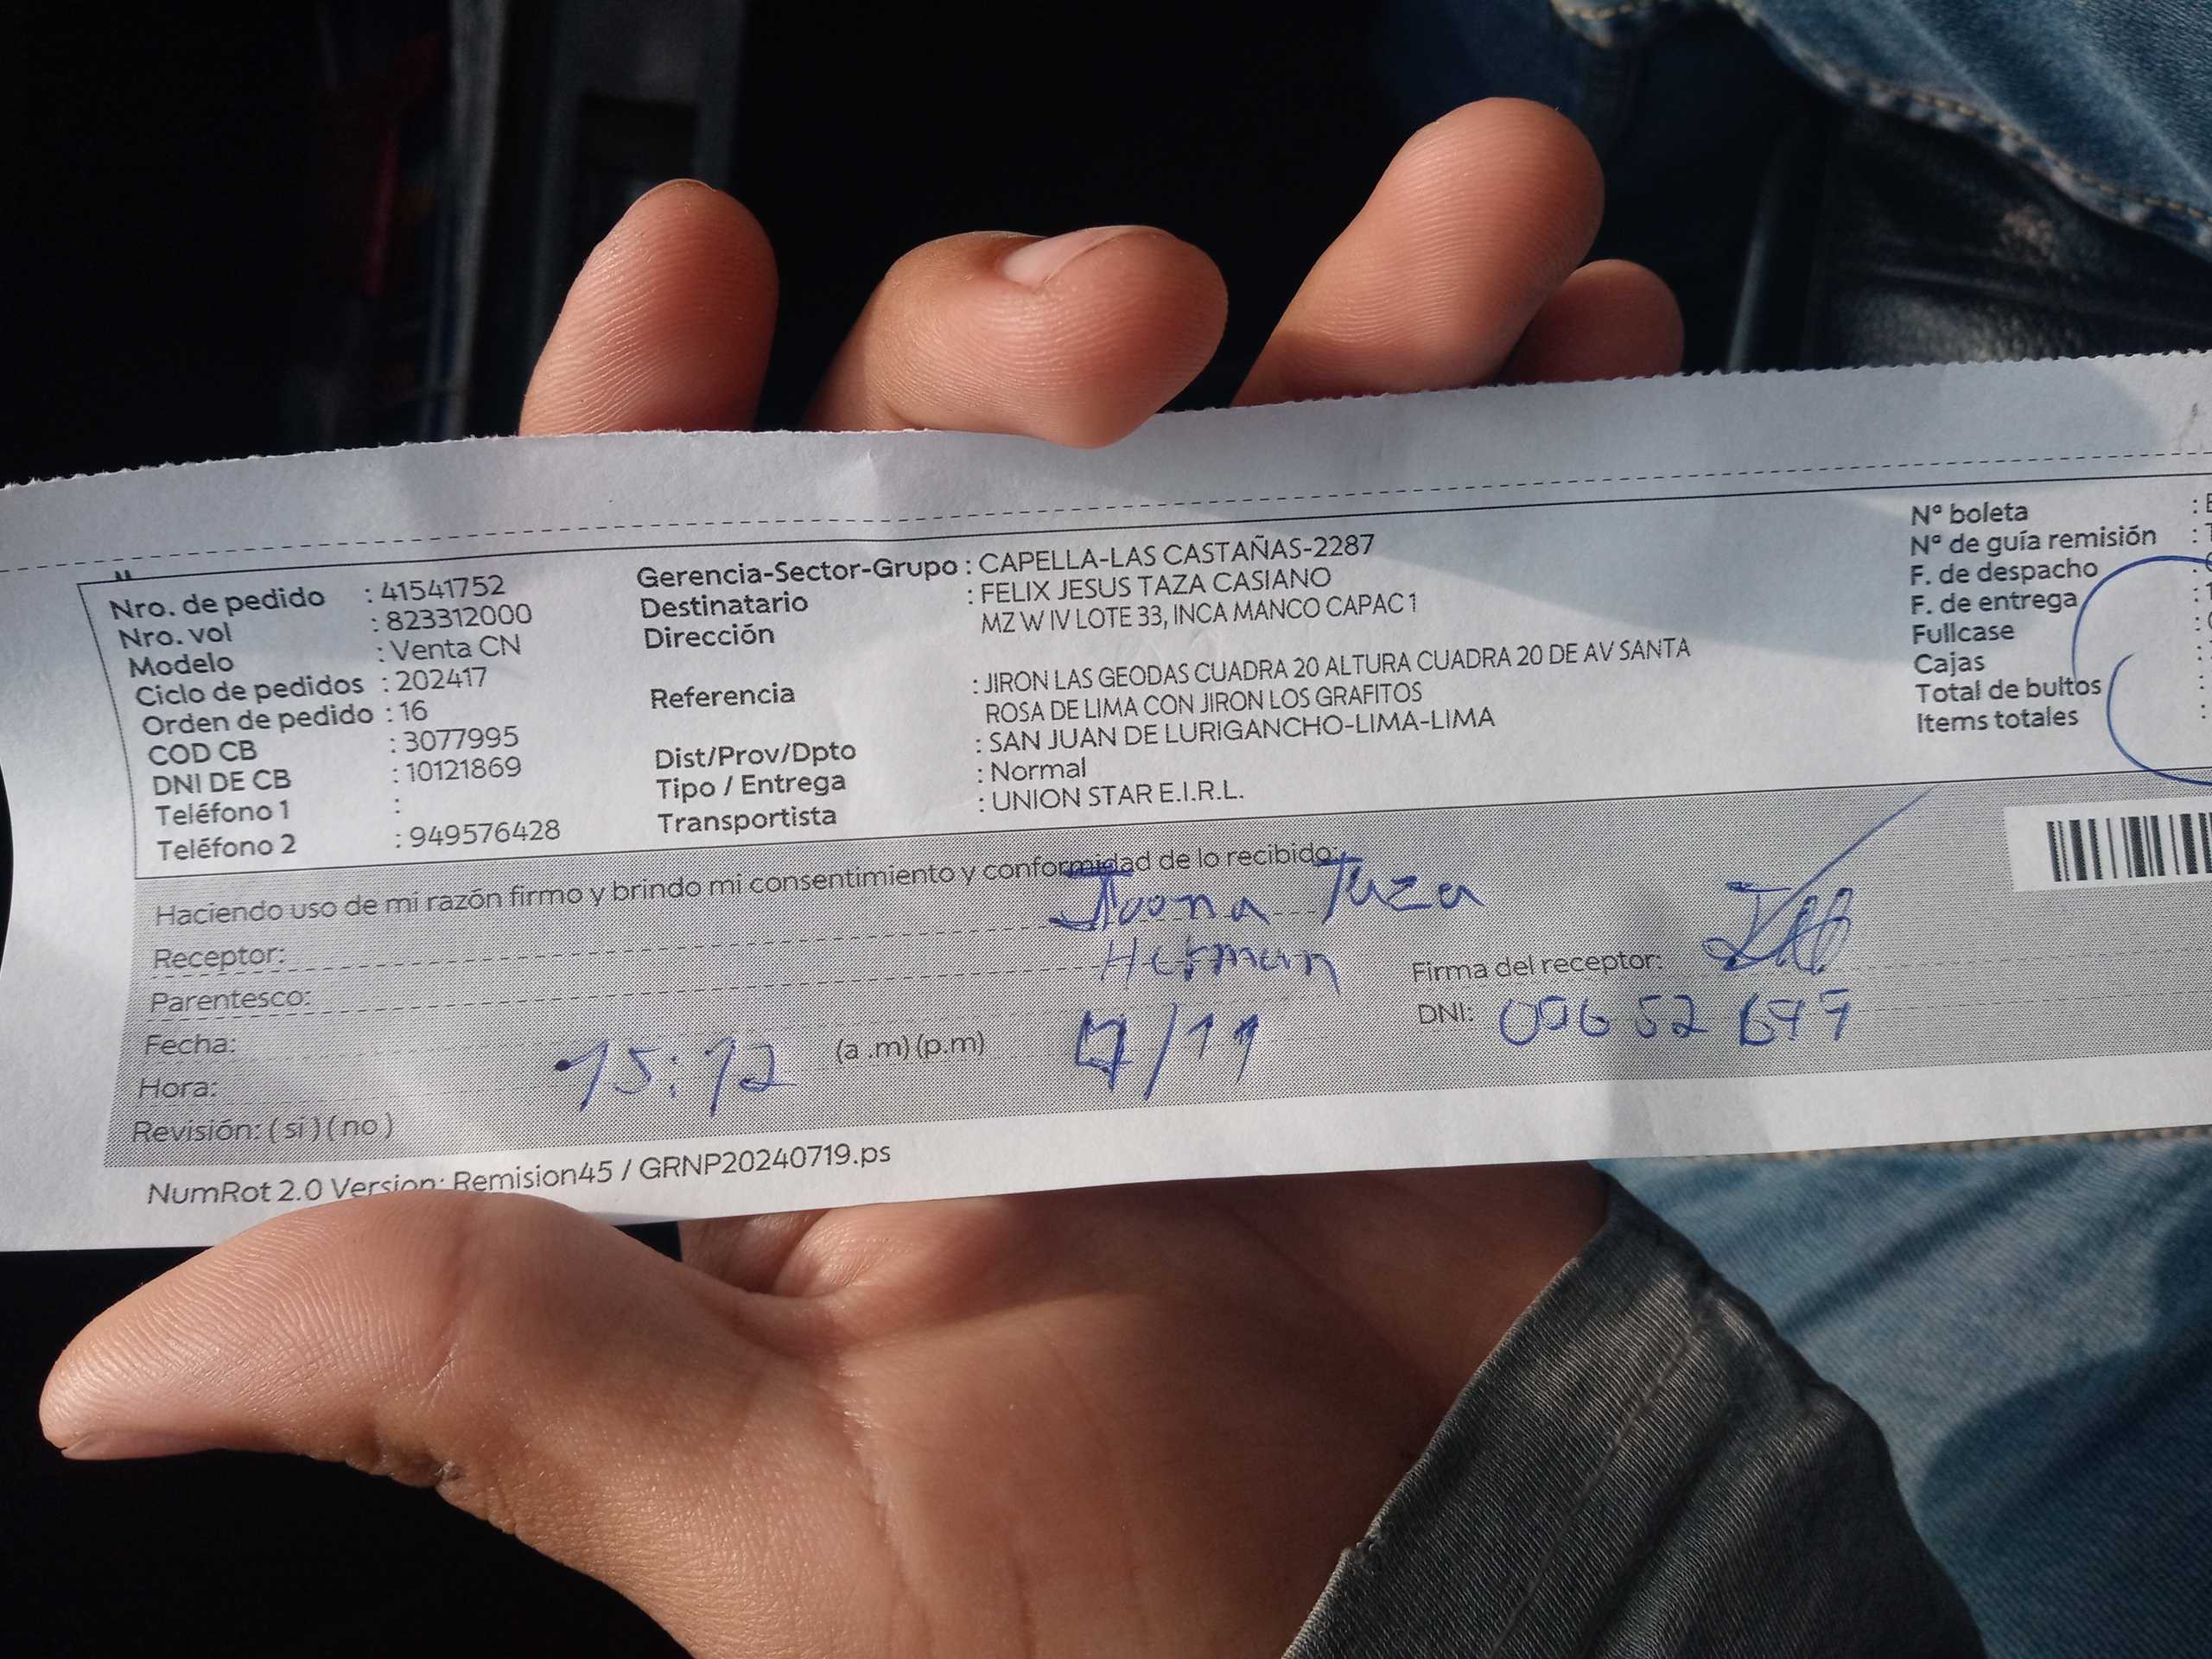 Nro. de pedido : 41541752
Nro. vol : 823312000
Modelo : Venta CN
Ciclo de pedidos : 202417
Orden de pedido : 16
COD CB : 3077995
DNI DE CB : 10121869
Teléfono 1 :
Teléfono 2 : 949576428
Gerencia-Sector-Grupo : CAPELLA-LAS CASTAÑAS-2287
Destinatario : FELIX JESUS TAZA CASIANO
Dirección MZ W IV LOTE 33, INCA MANCO CAPAC 1
Referencia : JIRON LAS GEODAS CUADRA 20 ALTURA CUADRA 20 DE AV SANTA
ROSA DE LIMA CON JIRON LOS GRAFITOS
Dist/Prov/Dpto : SAN JUAN DE LURIGANCHO-LIMA-LIMA
Tipo / Entrega : Normal
Transportista : UNION STAR E.I.R.L.
Nº boleta :
Nº de guía remisión :
F. de despacho :
F. de entrega :
Fullcase :
Cajas :
Total de bultos :
Items totales :
Haciendo uso de mi razón firmo y brindo mi consentimiento y conformidad de lo recibido:
Receptor: Taza
Parentesco:
Firma del receptor:
Fecha: 7/11
DNI:
Hora: 15:12 (a .m) (p.m)
Revisión: ( si ) ( no )
NumRot 2.0 Version: Remision45 / GRNP20240719.ps